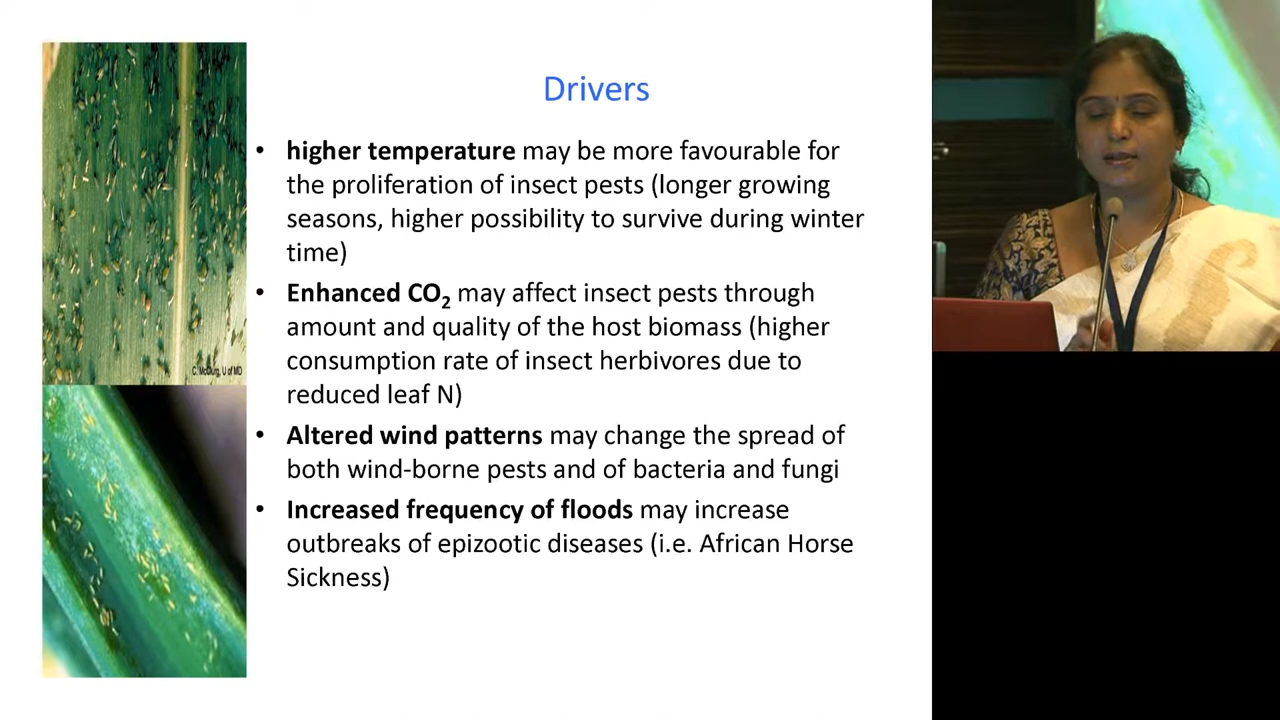 Drivers
• higher temperature may be more favourable for
the proliferation of insect pests (longer growing
seasons, higher possibility to survive during winter
time)
• Enhanced CO2 may affect insect pests through
amount and quality of the host biomass (higher
consumption rate of insect herbivores due to
reduced leaf N)
• Altered wind patterns may change the spread of
both wind-borne pests and of bacteria and fungi
• Increased frequency of floods may increase
outbreaks of epizootic diseases (i.e. African Horse
Sickness)
C. McClurg, U of MD